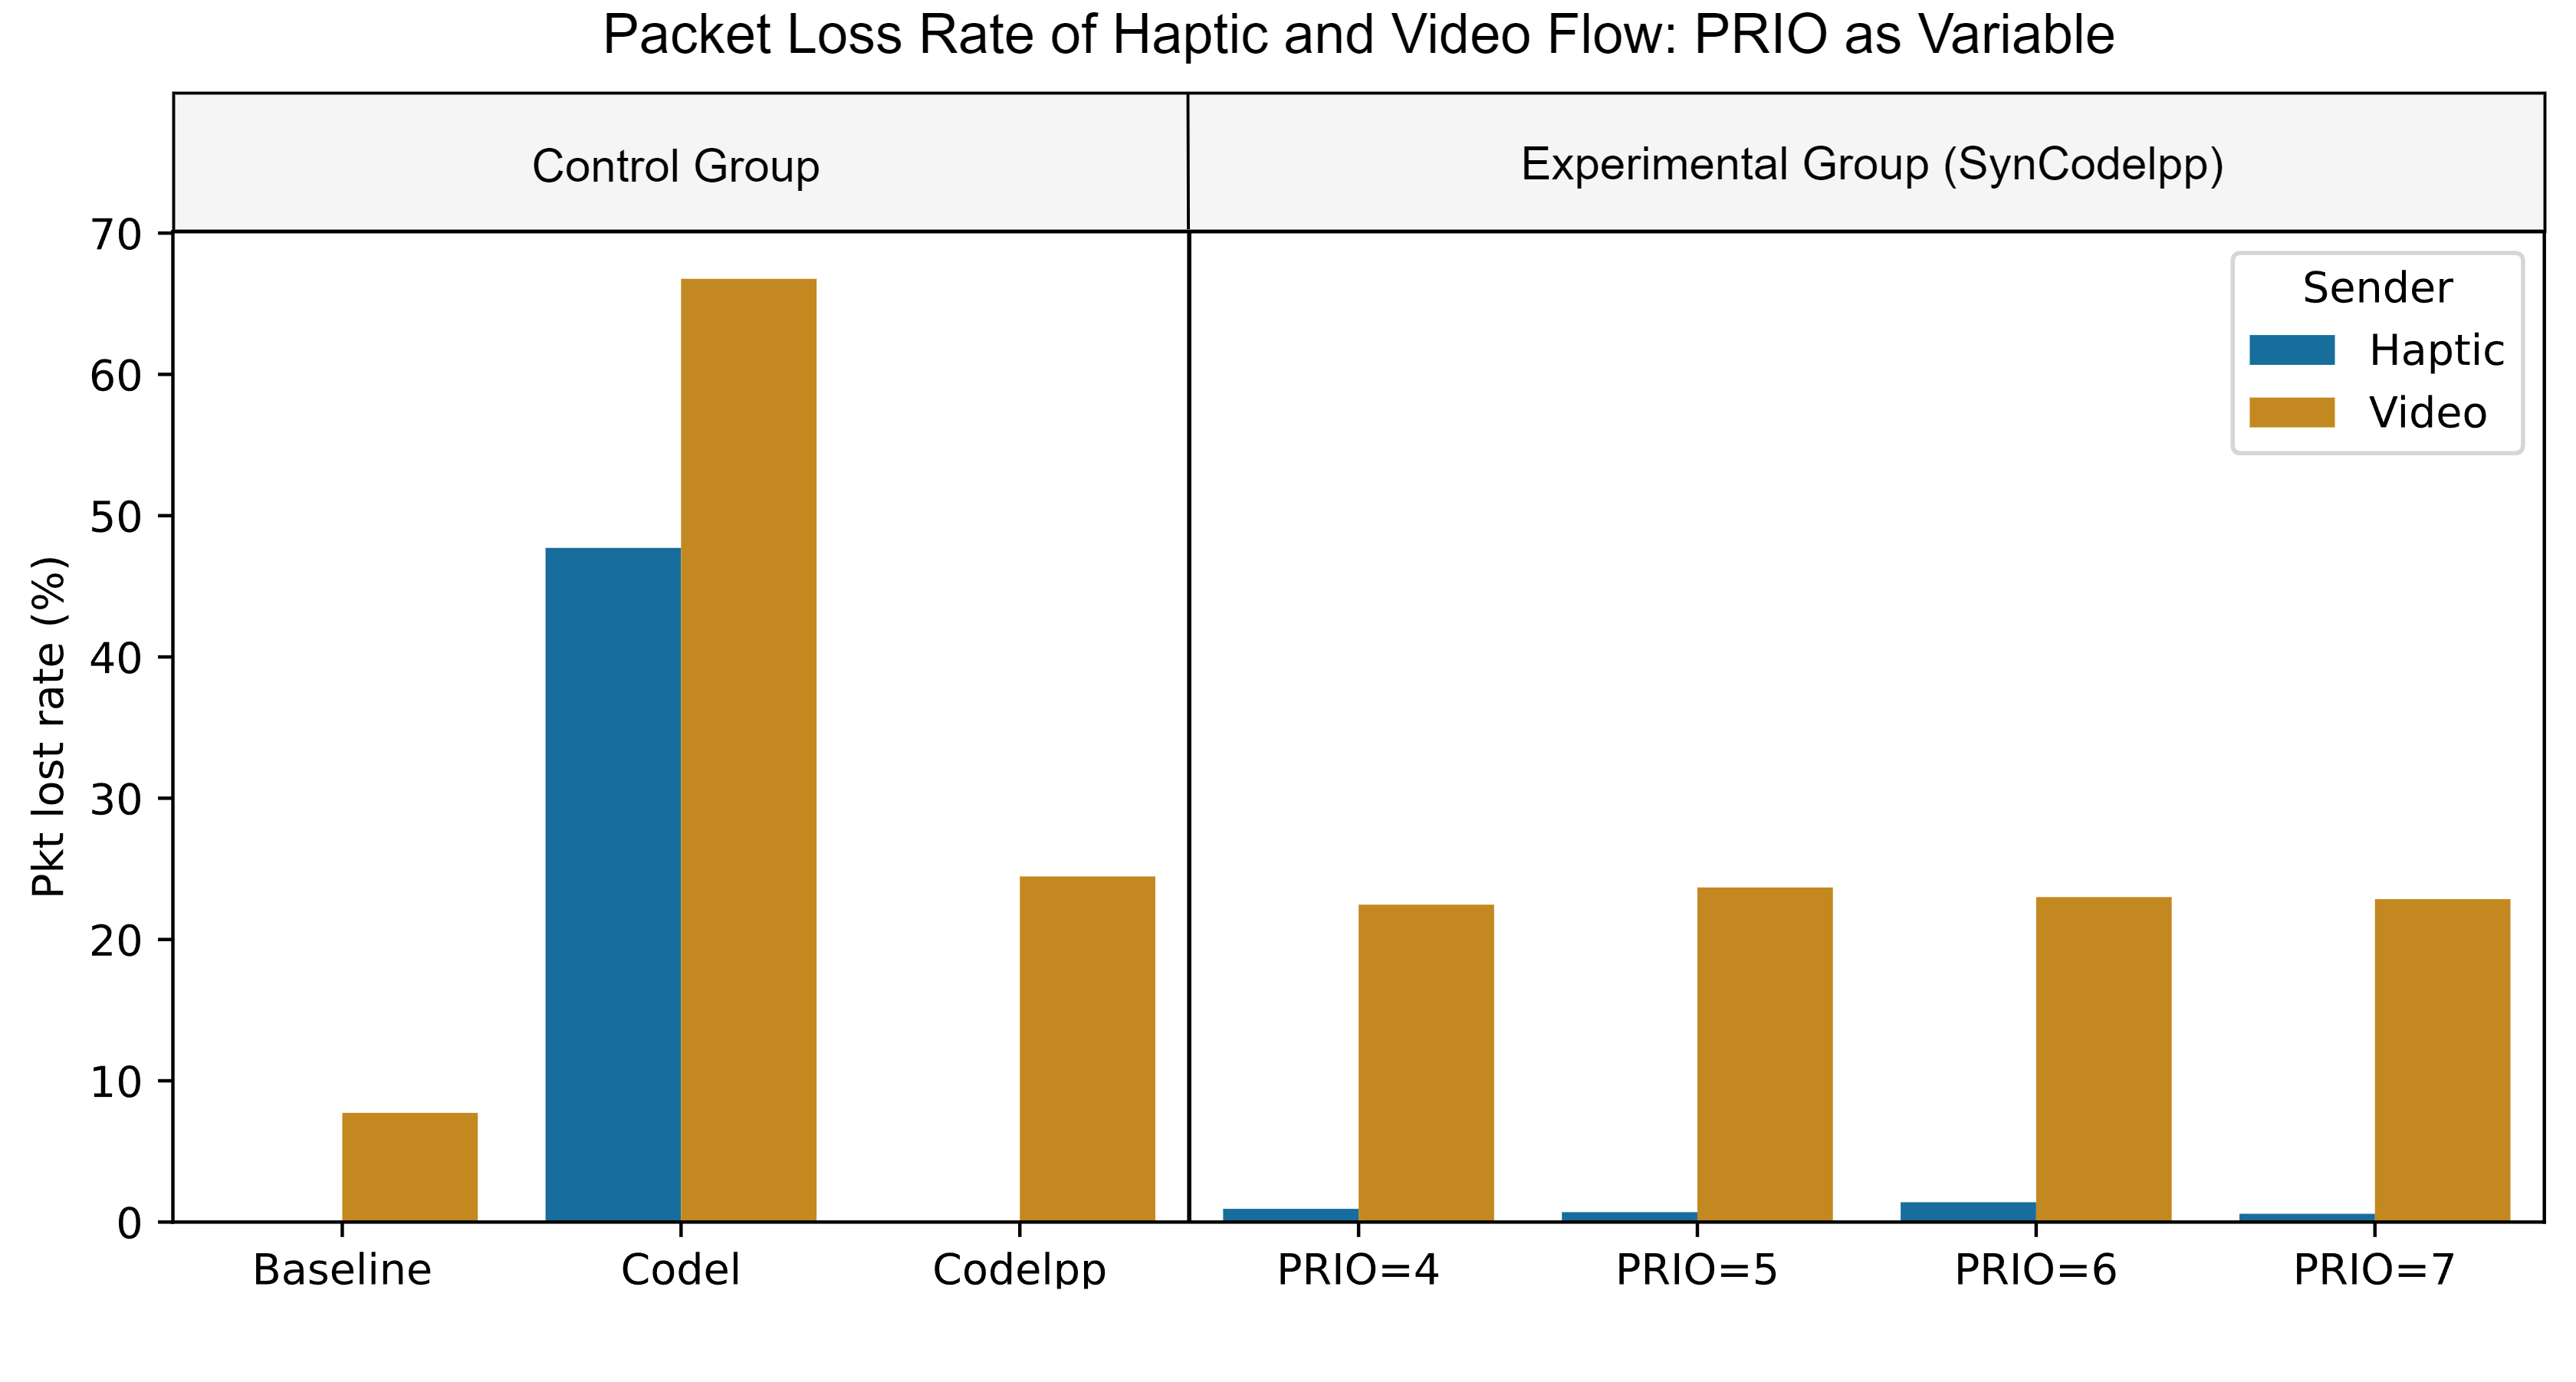 Packet Loss Rate of Haptic and Video Flow: PRIO as Variable
Control Group
Experimental Group (SynCodelpp)
Sender
Haptic
Video
Pkt lost rate (%)
70
60
50
40
30
20
10
0
Baseline
Codel
Codelpp
PRIO=4
PRIO=5
PRIO=6
PRIO=7